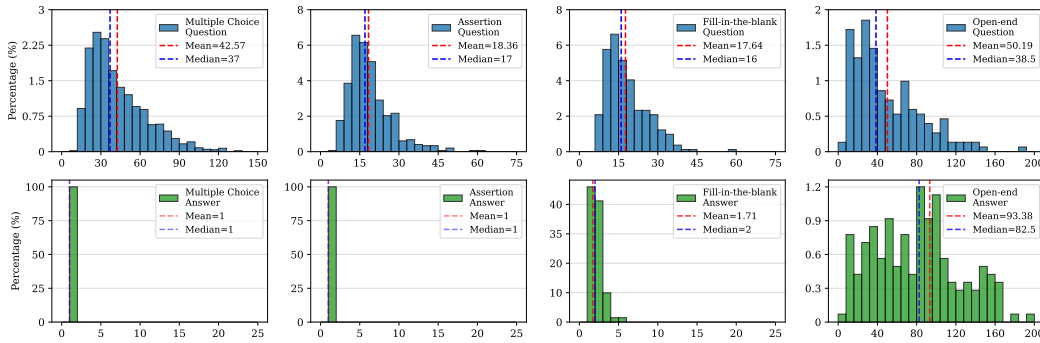 Percentage (%)
3
2.25
1.5
0.75
0
0 30 60 90 120 150
Multiple Choice
Question
Mean=42.57
Median=37
8
6
4
2
0
0 15 30 45 60 75
Assertion
Question
Mean=18.36
Median=17
8
6
4
2
0
0 15 30 45 60 75
Fill-in-the-blank
Question
Mean=17.64
Median=16
2
1.5
1
0.5
0
0 40 80 120 160 200
Open-end
Question
Mean=50.19
Median=38.5
Percentage (%)
100
75
50
25
0
0 5 10 15 20 25
Multiple Choice
Answer
Mean=1
Median=1
100
75
50
25
0
0 5 10 15 20 25
Assertion
Answer
Mean=1
Median=1
40
30
20
10
0
0 5 10 15 20 25
Fill-in-the-blank
Answer
Mean=1.71
Median=2
1.2
0.9
0.6
0.3
0
0 40 80 120 160 200
Open-end
Answer
Mean=93.38
Median=82.5